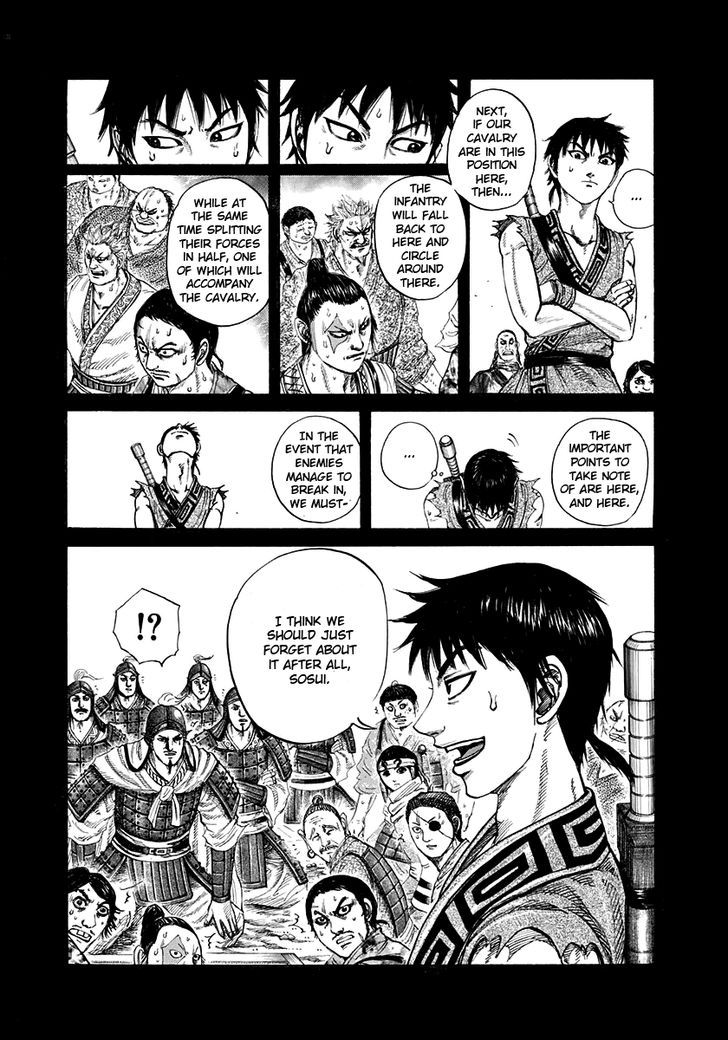 NEXT,
IF OUR
CAVALRY
ARE IN THIS
POSITION
HERE,
THEN...
...
THE
INFANTRY
WILL FALL
BACK TO
HERE AND
CIRCLE
AROUND
THERE.
WHILE AT
THE SAME
TIME SPLITTING
THEIR FORCES
IN HALF, ONE
OF WHICH WILL
ACCOMPANY
THE CAVALRY.
THE
IMPORTANT
POINTS TO
TAKE NOTE
OF ARE HERE,
AND HERE.
...
IN THE
EVENT THAT
ENEMIES
MANAGE TO
BREAK IN,
WE MUST-
I THINK WE
SHOULD JUST
FORGET ABOUT
IT AFTER ALL,
SOSUI.
!?